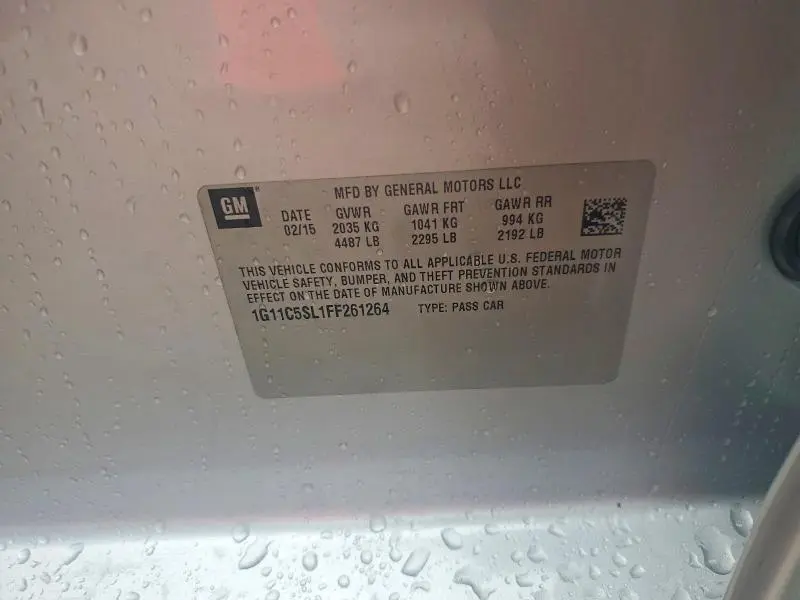 GM ® MFD BY GENERAL MOTORS LLC
DATE GVWR GAWR FRT GAWR RR
02/15 2035 KG 1041 KG 994 KG
4487 LB 2295 LB 2192 LB
THIS VEHICLE CONFORMS TO ALL APPLICABLE U.S. FEDERAL MOTOR
VEHICLE SAFETY, BUMPER, AND THEFT PREVENTION STANDARDS IN
EFFECT ON THE DATE OF MANUFACTURE SHOWN ABOVE.
1G11C5SL1FF261264 TYPE: PASS CAR